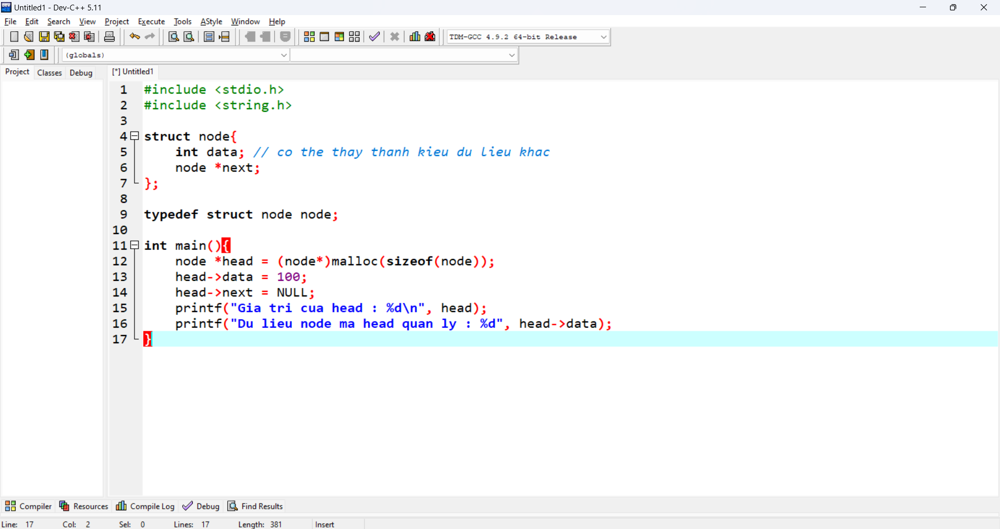 Untitled1 - Dev-C++ 5.11
File Edit Search View Project Execute Tools AStyle Window Help
TDM-GCC 4.9.2 64-bit Release
(globals)
Project Classes Debug [*] Untitled1
1 #include <stdio.h>
2 #include <string.h>
3
4 struct node{
5 int data; // co the thay thanh kieu du lieu khac
6 node *next;
7 };
8
9 typedef struct node node;
10
11 int main(){
12 node *head = (node*)malloc(sizeof(node));
13 head->data = 100;
14 head->next = NULL;
15 printf("Gia tri cua head : %d\n", head);
16 printf("Du lieu node ma head quan ly : %d", head->data);
17 }
Compiler Resources Compile Log Debug Find Results
Line: 17 Col: 2 Sel: 0 Lines: 17 Length: 381 Insert